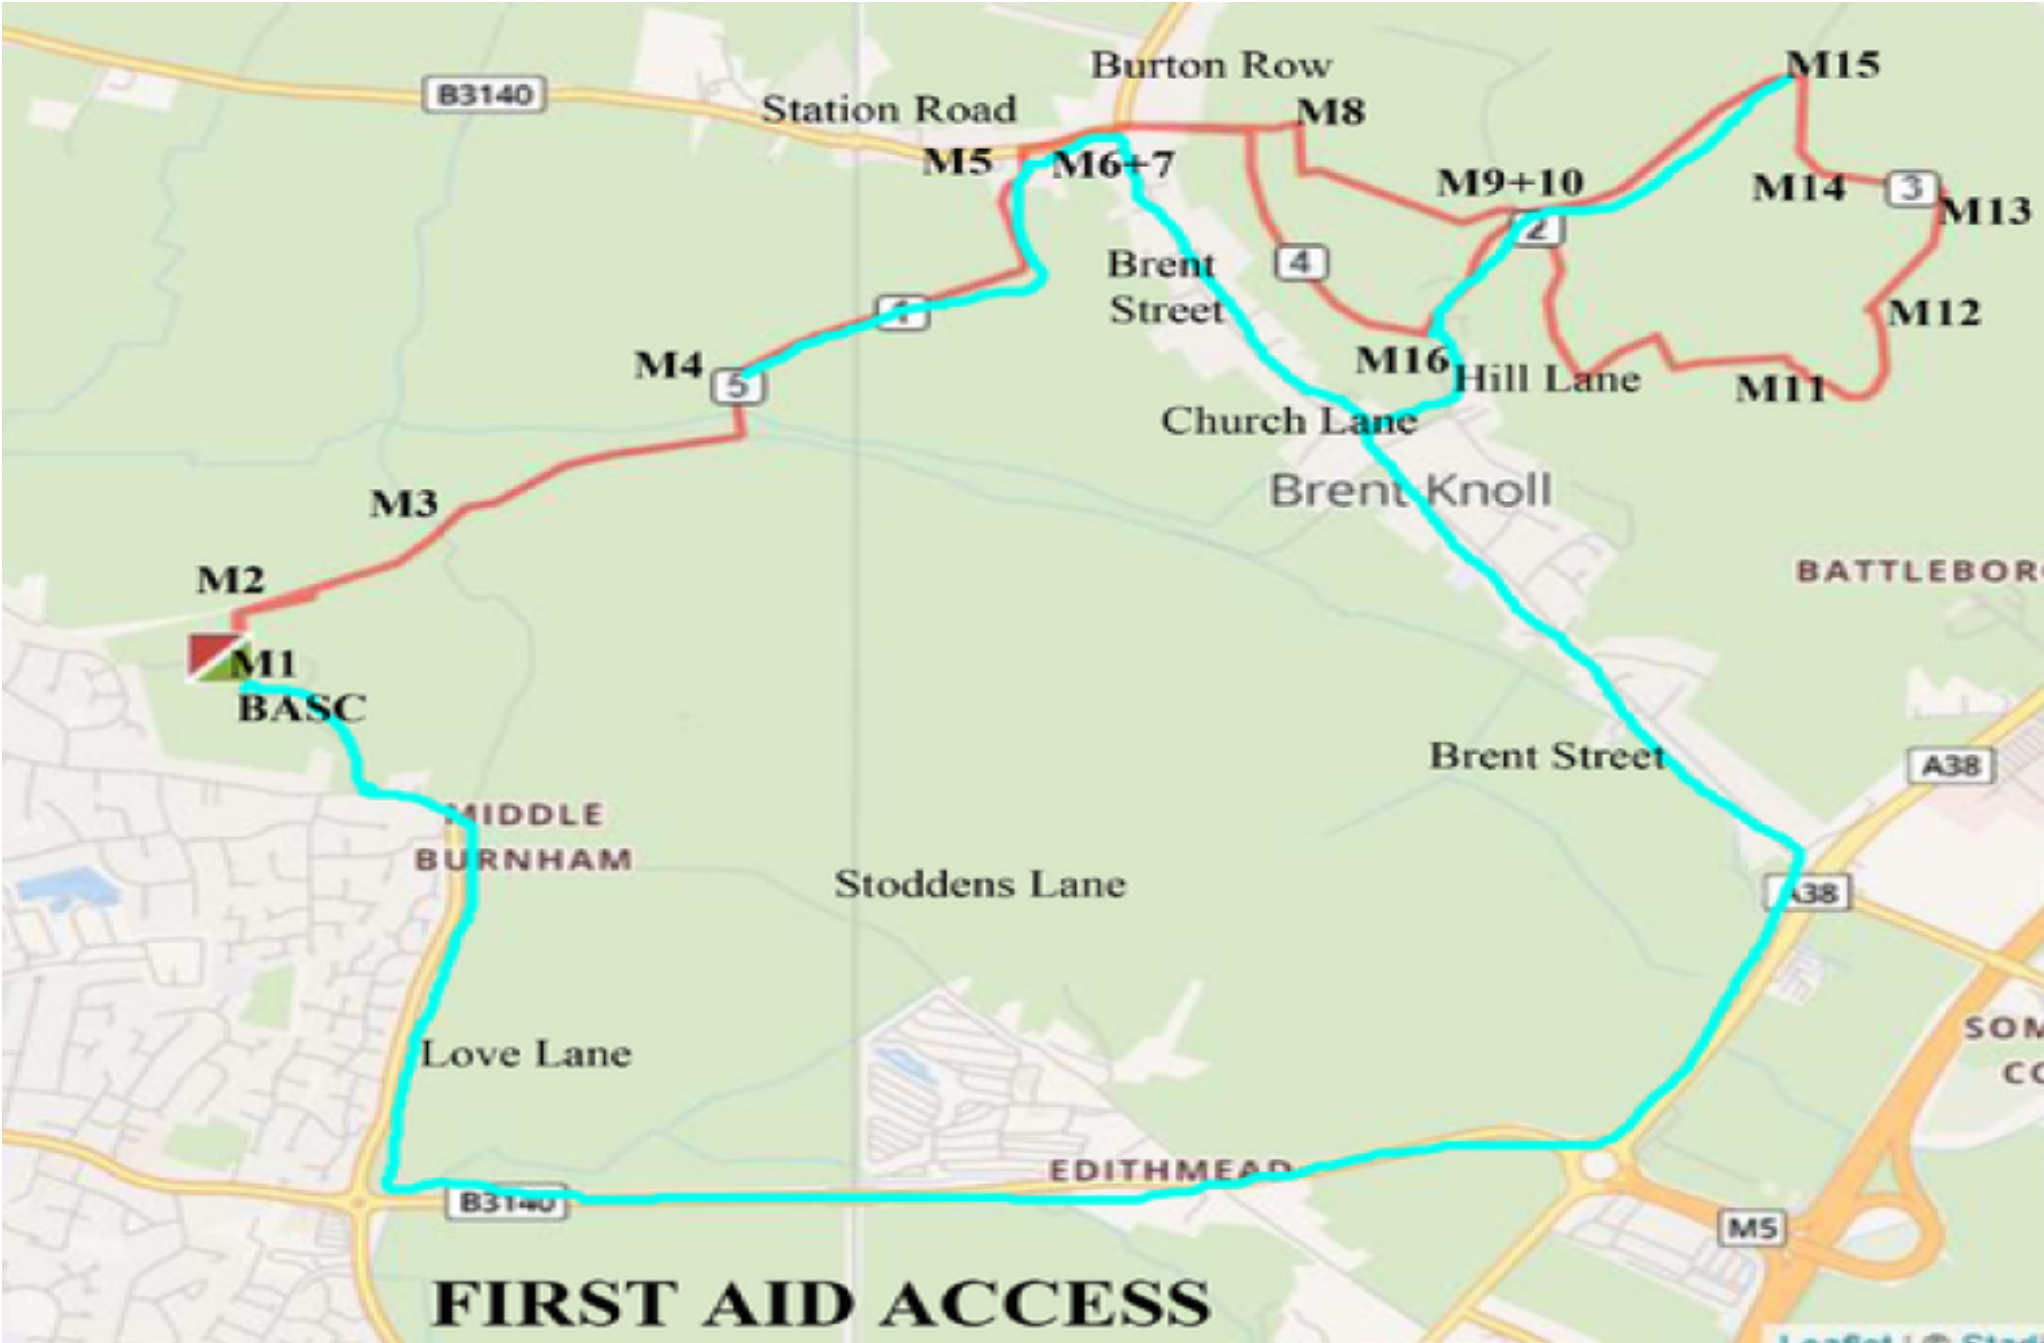 Burton Row
M15
B3140
Station Road
M8
M5
M6+7
M9+10
M14
3
M13
2
Brent
Street
4
1
M12
M4
5
M16
Hill Lane
M11
Church Lane
Brent Knoll
M3
M2
BATTLEBOR
M1
BASC
Brent Street
A38
MIDDLE
BURNHAM
Stoddens Lane
A38
SOM
CO
Love Lane
EDITHMEAD
B3140
M5
FIRST AID ACCESS